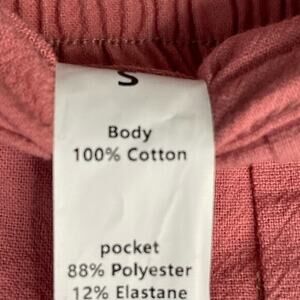 S
Body
100% Cotton
pocket
88% Polyester
12% Elastane